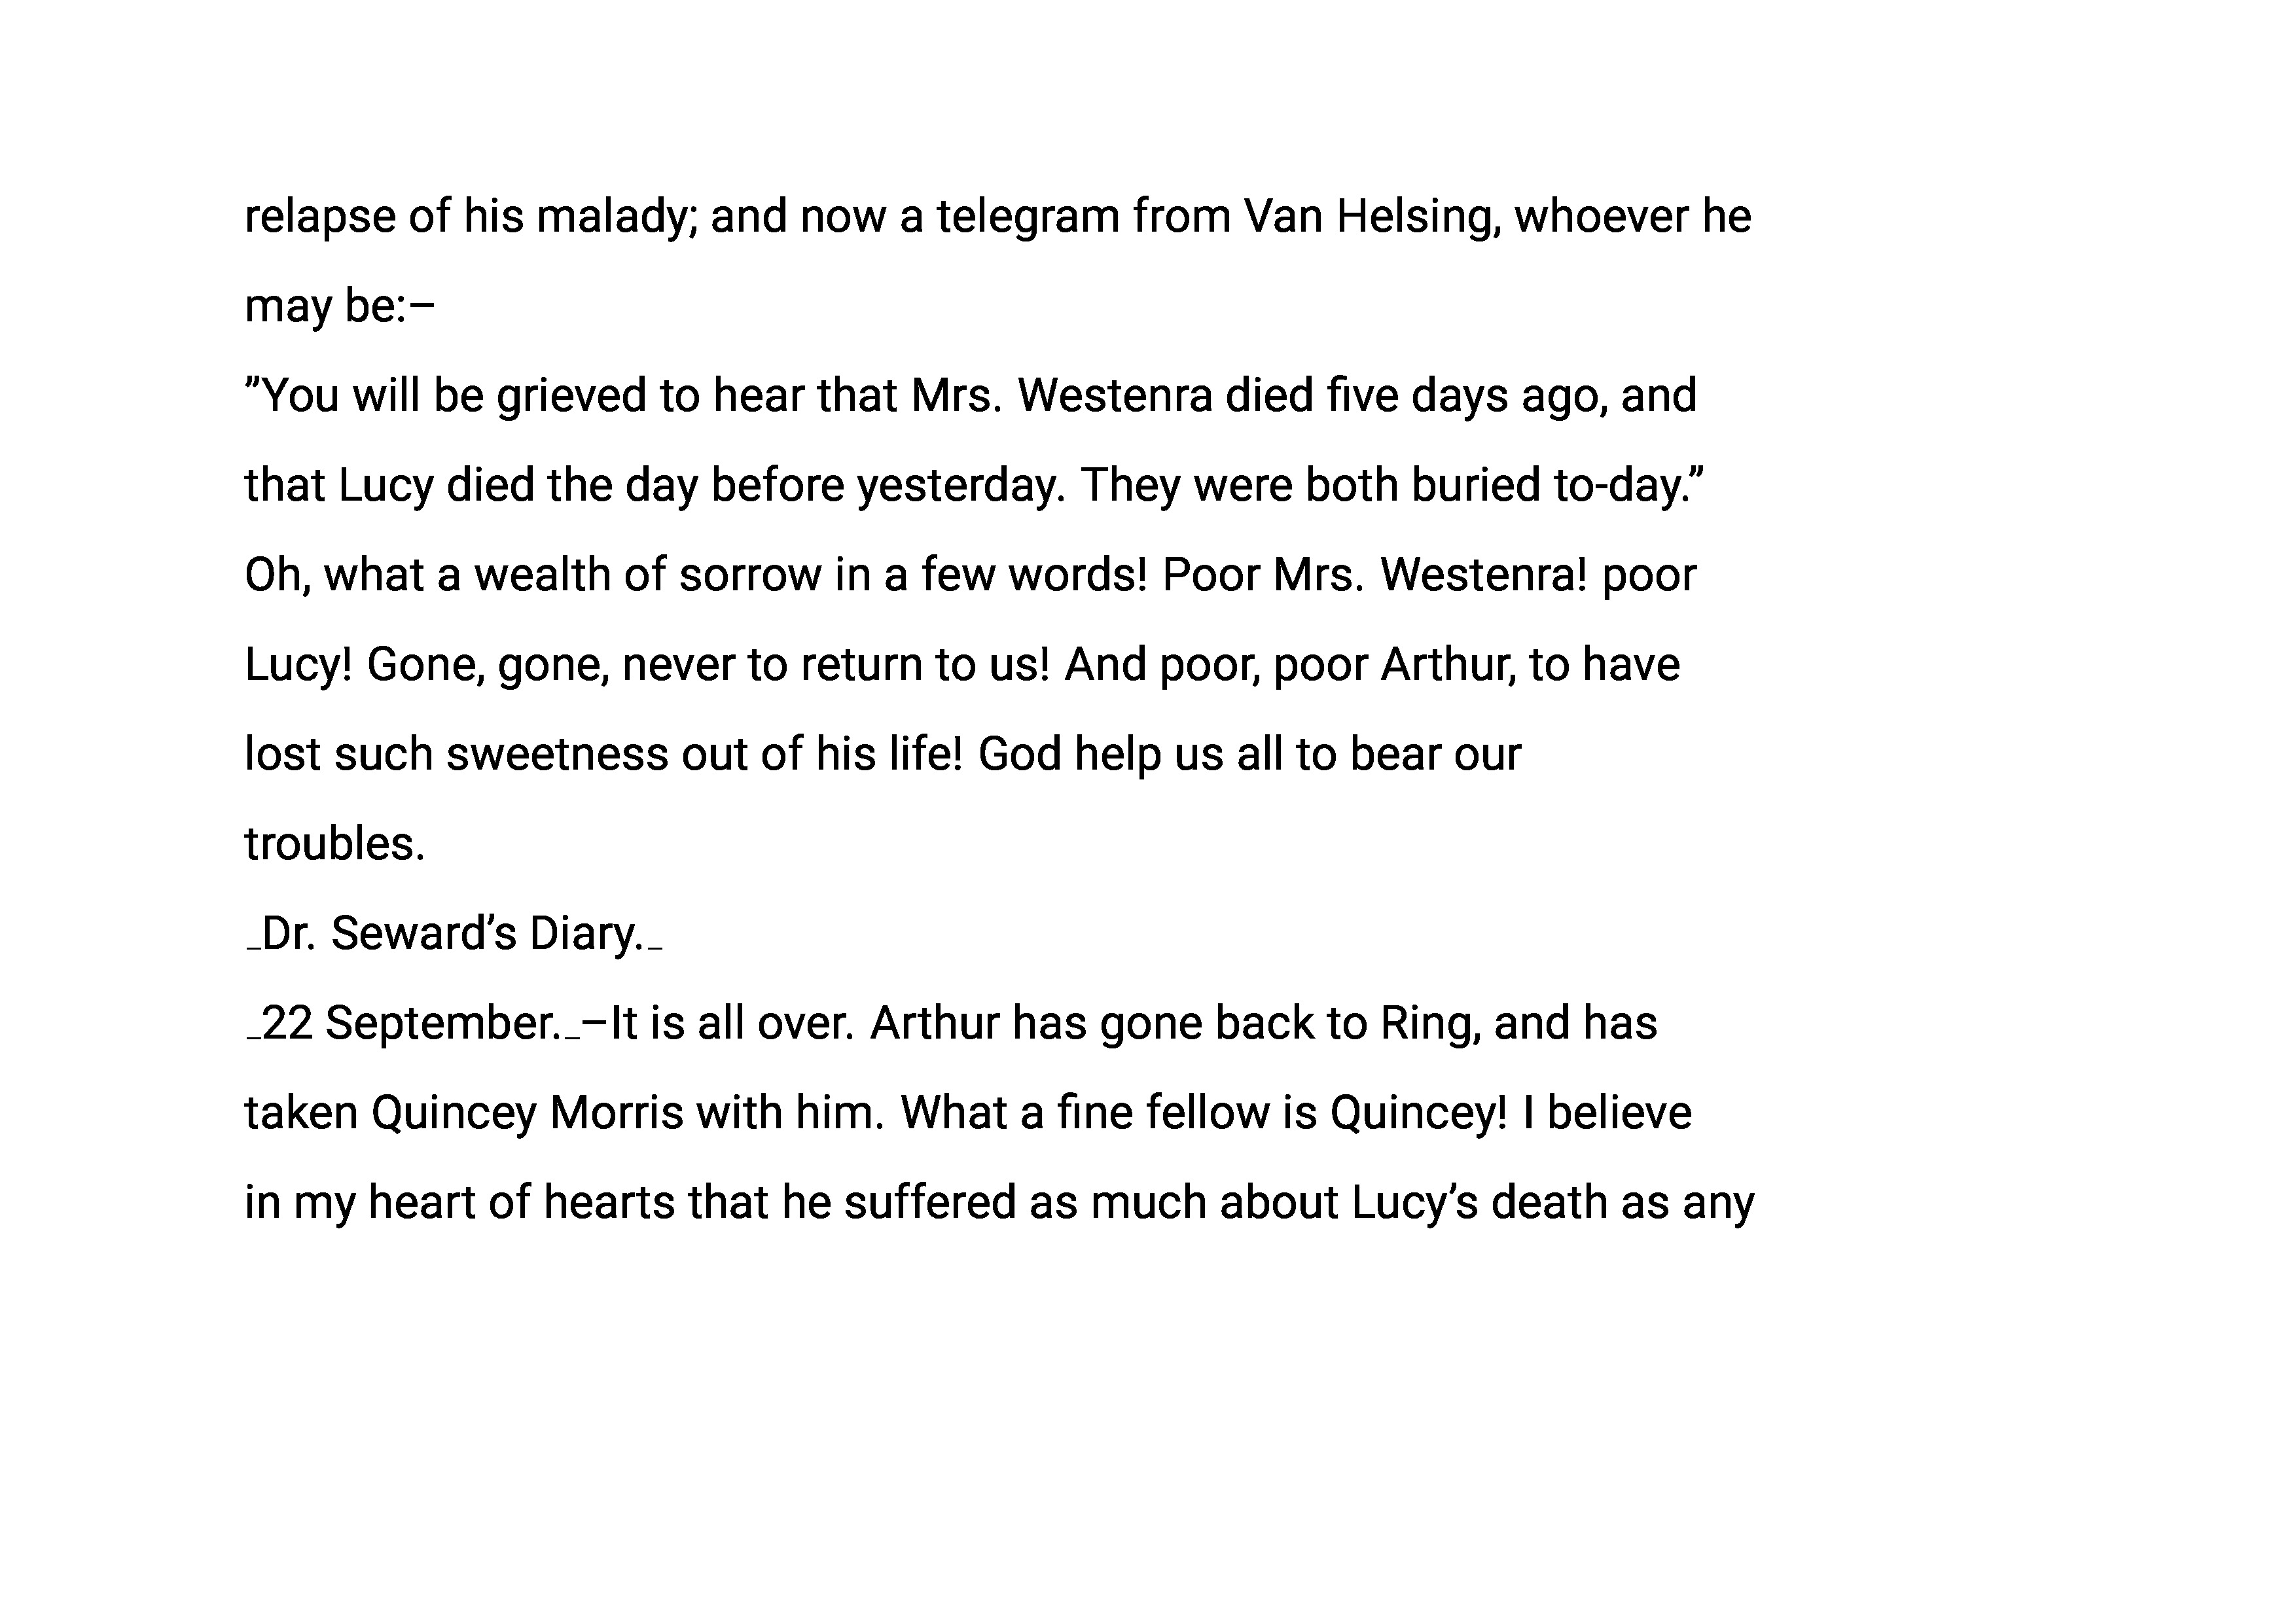 relapse of his malady; and now a telegram from Van Helsing, whoever he
may be:–
”You will be grieved to hear that Mrs. Westenra died five days ago, and
that Lucy died the day before yesterday. They were both buried to-day.”
Oh, what a wealth of sorrow in a few words! Poor Mrs. Westenra! poor
Lucy! Gone, gone, never to return to us! And poor, poor Arthur, to have
lost such sweetness out of his life! God help us all to bear our
troubles.
_Dr. Seward’s Diary._
_22 September._–It is all over. Arthur has gone back to Ring, and has
taken Quincey Morris with him. What a fine fellow is Quincey! I believe
in my heart of hearts that he suffered as much about Lucy’s death as any